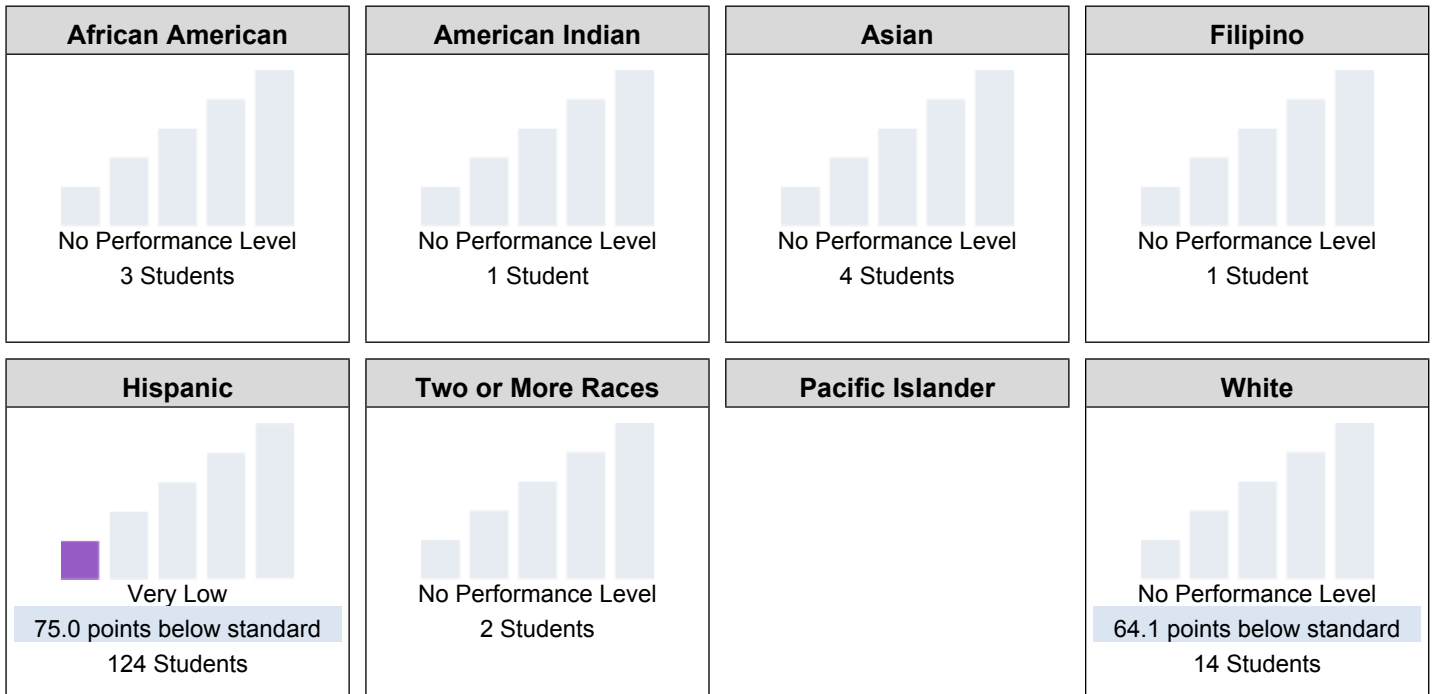 African American
No Performance Level
3 Students
American Indian
No Performance Level
1 Student
Asian
No Performance Level
4 Students
Filipino
No Performance Level
1 Student
Hispanic
Very Low
75.0 points below standard
124 Students
Two or More Races
No Performance Level
2 Students
Pacific Islander
White
No Performance Level
64.1 points below standard
14 Students